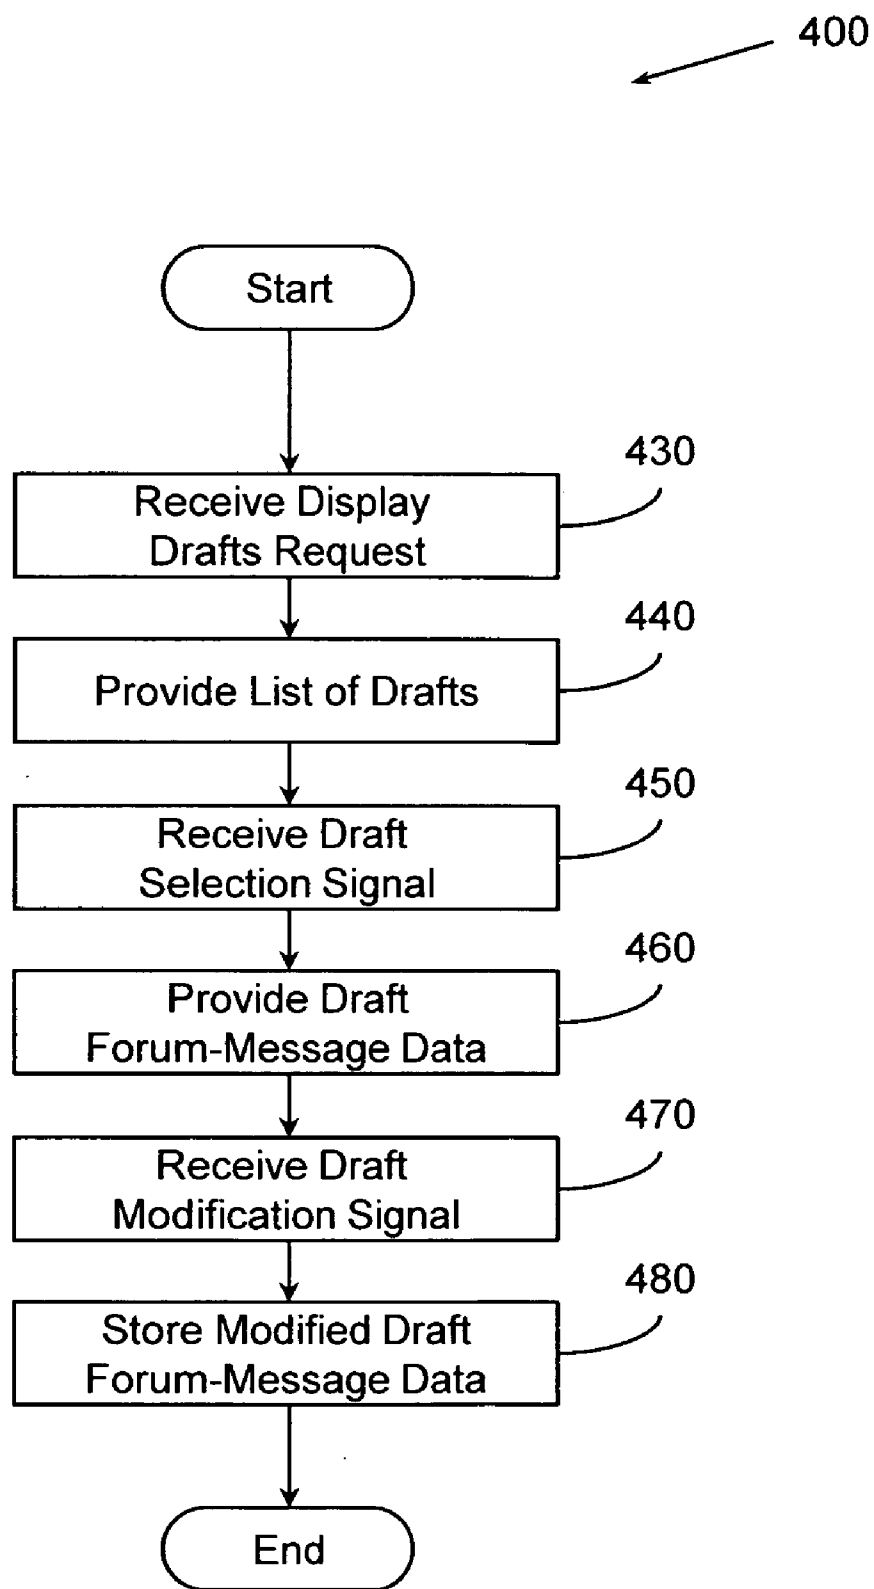 400
Start
430
Receive Display
Drafts Request
440
Provide List of Drafts
450
Receive Draft
Selection Signal
460
Provide Draft
Forum-Message Data
470
Receive Draft
Modification Signal
480
Store Modified Draft
Forum-Message Data
End